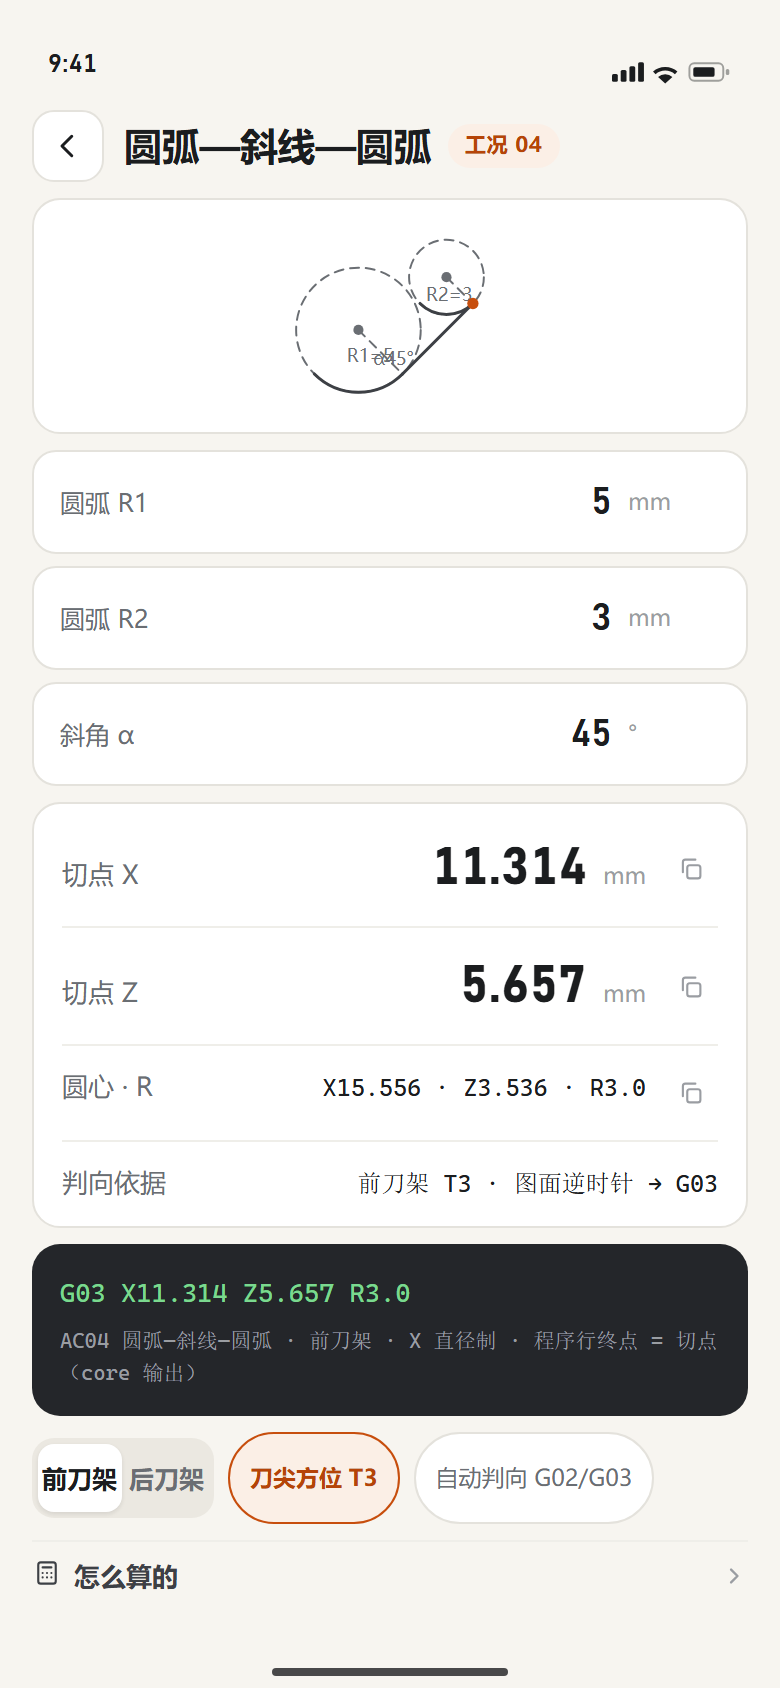 9:41
圆弧—斜线—圆弧 工况 04
R2=3
R1=5
α45°
圆弧 R1 5 mm
圆弧 R2 3 mm
斜角 α 45 °
切点 X 11.314 mm
切点 Z 5.657 mm
圆心 · R X15.556 · Z3.536 · R3.0
判向依据 前刀架 T3 · 图面逆时针 → G03
G03 X11.314 Z5.657 R3.0
AC04 圆弧—斜线—圆弧 · 前刀架 · X 直径制 · 程序行终点 = 切点
（core 输出）
前刀架 后刀架 刀尖方位 T3 自动判向 G02/G03
怎么算的